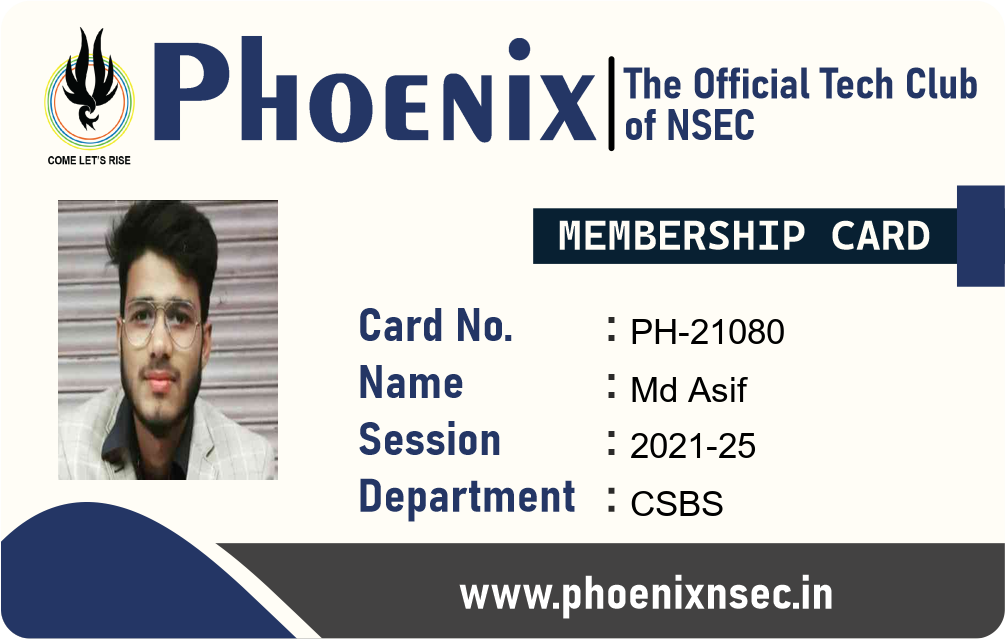 COME LET'S RISE
PHOENIX
The Official Tech Club
of NSEC
MEMBERSHIP CARD
Card No. : PH-21080
Name : Md Asif
Session : 2021-25
Department : CSBS
www.phoenixnsec.in